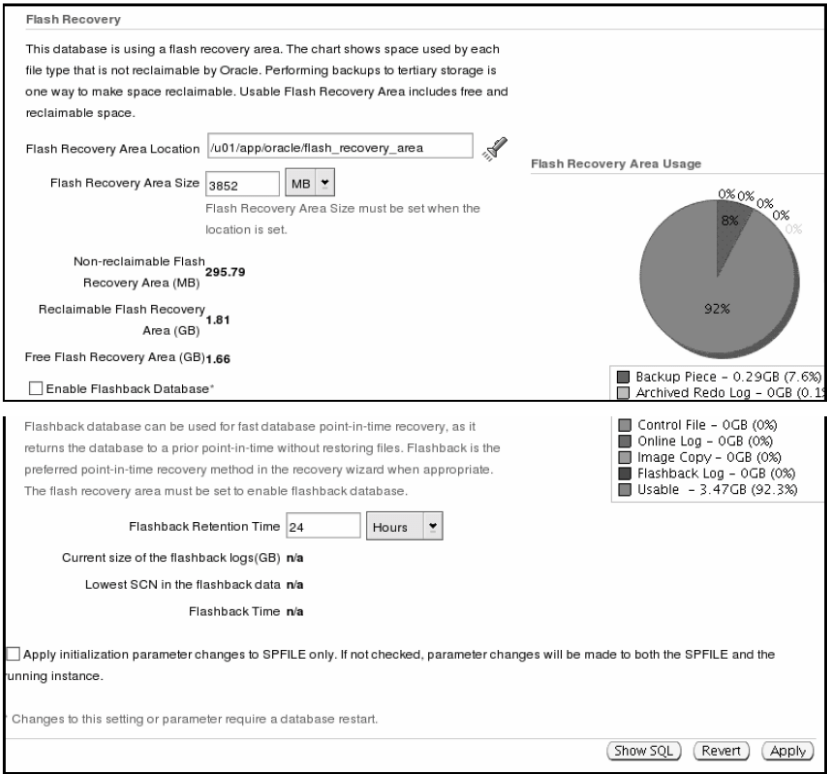 Flash Recovery
This database is using a flash recovery area. The chart shows space used by each
file type that is not reclaimable by Oracle. Performing backups to tertiary storage is
one way to make space reclaimable. Usable Flash Recovery Area includes free and
reclaimable space.
Flash Recovery Area Location /u01/app/oracle/flash_recovery_area
Flash Recovery Area Size 3852 MB
Flash Recovery Area Size must be set when the
location is set.
Non-reclaimable Flash
Recovery Area (MB) 295.79
Reclaimable Flash Recovery
Area (GB) 1.81
Free Flash Recovery Area (GB) 1.66
Enable Flashback Database*
Flash Recovery Area Usage
0% 0% 0%
0%
0%
8%
92%
Backup Piece - 0.29GB (7.6%)
Archived Redo Log - 0GB (0.1
Flashback database can be used for fast database point-in-time recovery, as it
returns the database to a prior point-in-time without restoring files. Flashback is the
preferred point-in-time recovery method in the recovery wizard when appropriate.
The flash recovery area must be set to enable flashback database.
Control File - 0GB (0%)
Online Log - 0GB (0%)
Image Copy - 0GB (0%)
Flashback Log - 0GB (0%)
Usable - 3.47GB (92.3%)
Flashback Retention Time 24 Hours
Current size of the flashback logs(GB) n/a
Lowest SCN in the flashback data n/a
Flashback Time n/a
Apply initialization parameter changes to SPFILE only. If not checked, parameter changes will be made to both the SPFILE and the
unning instance.
* Changes to this setting or parameter require a database restart.
Show SQL Revert Apply